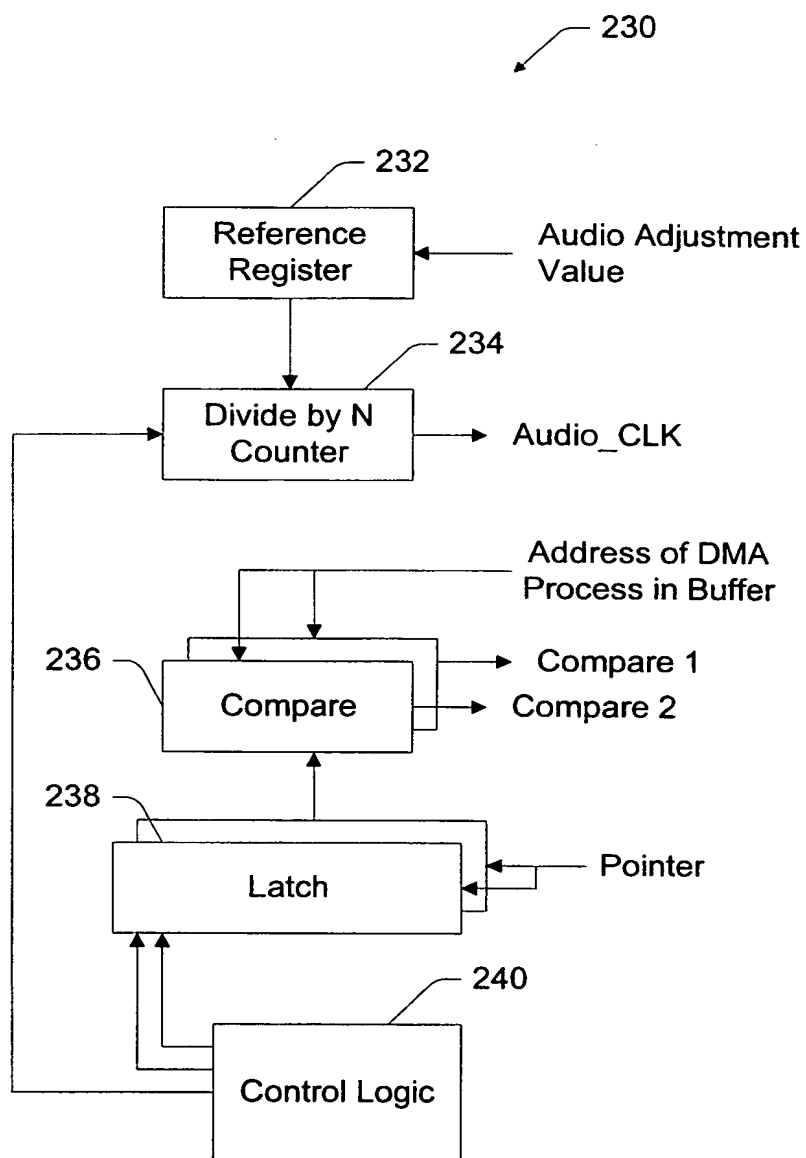 230
232
Reference
Register
Audio Adjustment
Value
234
Divide by N
Counter
Audio_CLK
Address of DMA
Process in Buffer
236
Compare
Compare 1
Compare 2
238
Latch
Pointer
240
Control Logic